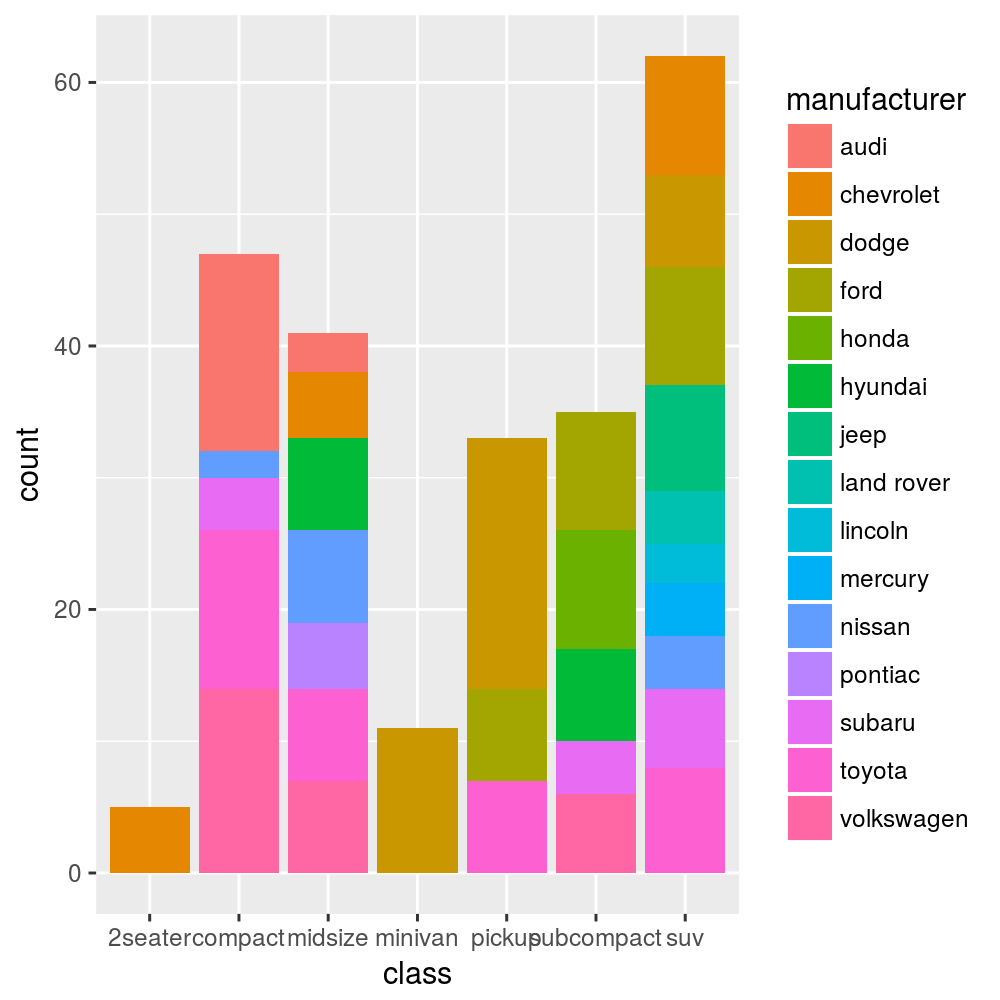 60
40
20
0
count
2seater compact midsize minivan pickup subcompact suv
class
manufacturer
audi
chevrolet
dodge
ford
honda
hyundai
jeep
land rover
lincoln
mercury
nissan
pontiac
subaru
toyota
volkswagen